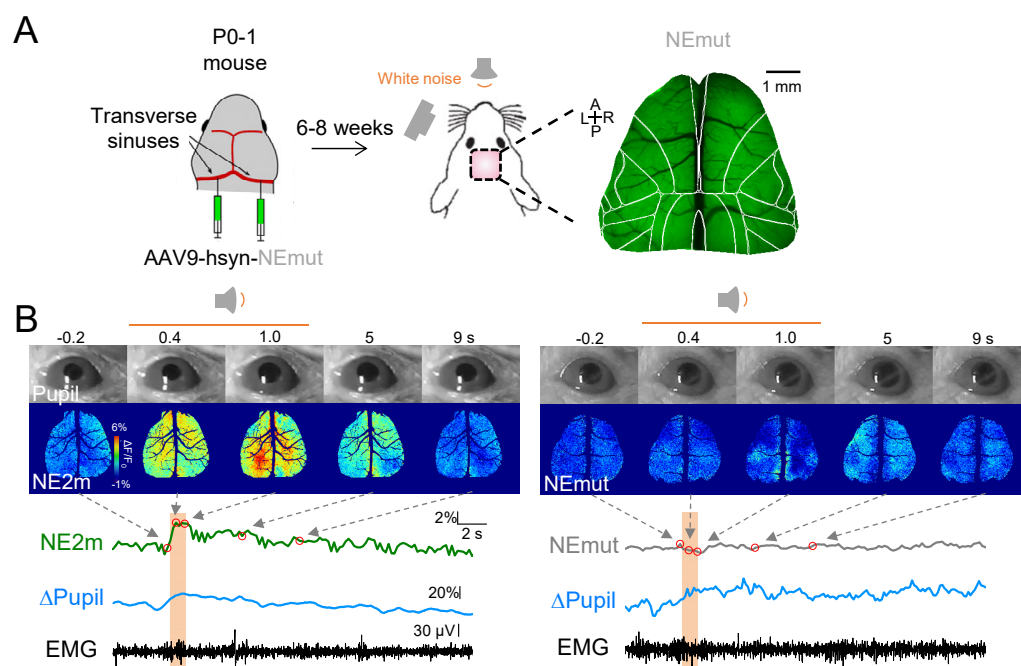 A
P0-1
mouse
Transverse
sinuses
6-8 weeks
White noise
NEmut
1 mm
A
L R
P
AAV9-hsyn-NEmut
B
-0.2 0.4 1.0 5 9 s
Pupil
6%
ΔF/F0
-1%
NE2m
2%
2 s
NE2m
ΔPupil
20%
30 μV
EMG
-0.2 0.4 1.0 5 9 s
NEmut
NEmut
ΔPupil
EMG